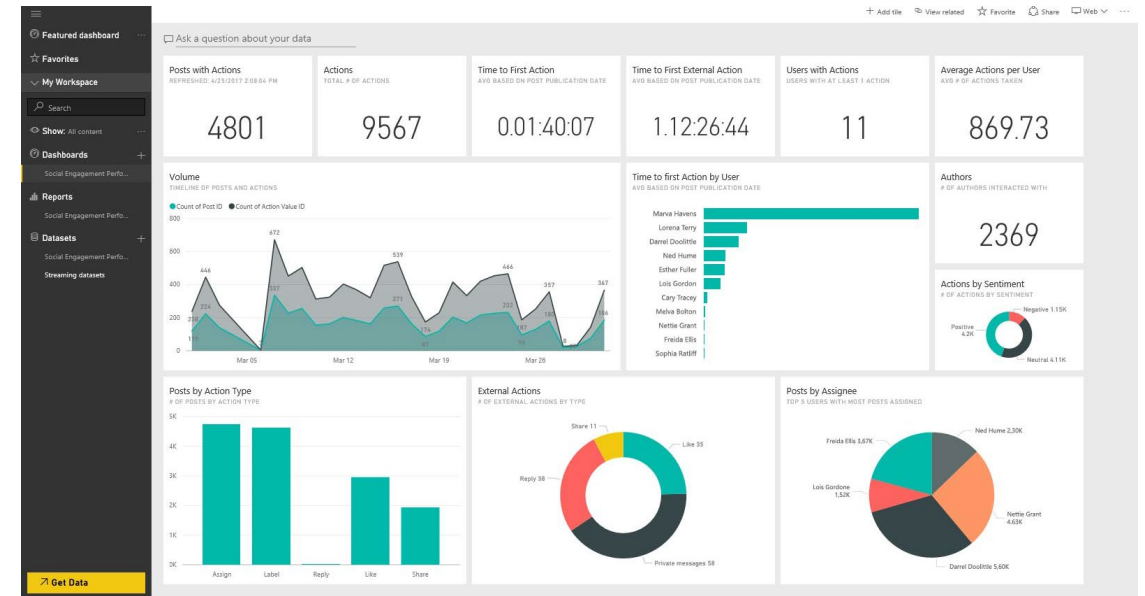 + Add tile View related Favorite Share Web ...
Featured dashboard ...
Favorites
My Workspace
Search
Show: All content ...
Dashboards +
Social Engagement Perfo...
Reports
Social Engagement Perfo...
Datasets +
Social Engagement Perfo...
Streaming datasets
Get Data
Ask a question about your data
Posts with Actions
REFRESHED: 4/25/2017 2:08:04 PM
4801
Actions
TOTAL # OF ACTIONS
9567
Time to First Action
AVG BASED ON POST PUBLICATION DATE
0.01:40:07
Time to First External Action
AVG BASED ON POST PUBLICATION DATE
1.12:26:44
Users with Actions
USERS WITH AT LEAST 1 ACTION
11
Average Actions per User
AVG # OF ACTIONS TAKEN
869.73
Volume
TIMELINE OF POSTS AND ACTIONS
Count of Post ID Count of Action Value ID
800
600
400
200
0
446
672
539
466
357
367
224
337
271
174
87
232
187
180
186
Mar 05 Mar 12 Mar 19 Mar 26
Time to first Action by User
AVG BASED ON POST PUBLICATION DATE
Marva Havens
Lorena Terry
Darrel Doolittle
Ned Hume
Esther Fuller
Lois Gordon
Cary Tracey
Melva Bolton
Nettie Grant
Freida Ellis
Sophia Ratliff
Authors
# OF AUTHORS INTERACTED WITH
2369
Actions by Sentiment
# OF ACTIONS BY SENTIMENT
Negative 1.15K
Positive
4.2K
Neutral 4.11K
Posts by Action Type
# OF POSTS BY ACTION TYPE
5K
4K
3K
2K
1K
0K
Assign Label Reply Like Share
External Actions
# OF EXTERNAL ACTIONS BY TYPE
Share 11
Like 35
Reply 38
Private messages 58
Posts by Assignee
TOP 5 USERS WITH MOST POSTS ASSIGNED
Ned Hume 2,30K
Freida Ellis 3,67K
Lois Gordone
1,52K
Nettie Grant
4.63K
Darrel Doolittle 5,60K